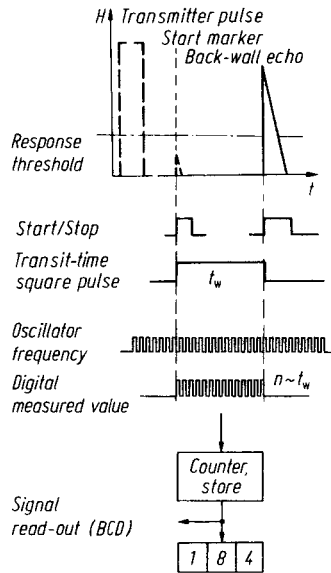 H
Transmitter pulse
Start marker
Back-wall echo
Response
threshold
t
Start/Stop
Transit-time
square pulse
t_w
Oscillator
frequency
Digital
measured value
n~t_w
Counter,
store
Signal
read-out (BCD)
1 8 4